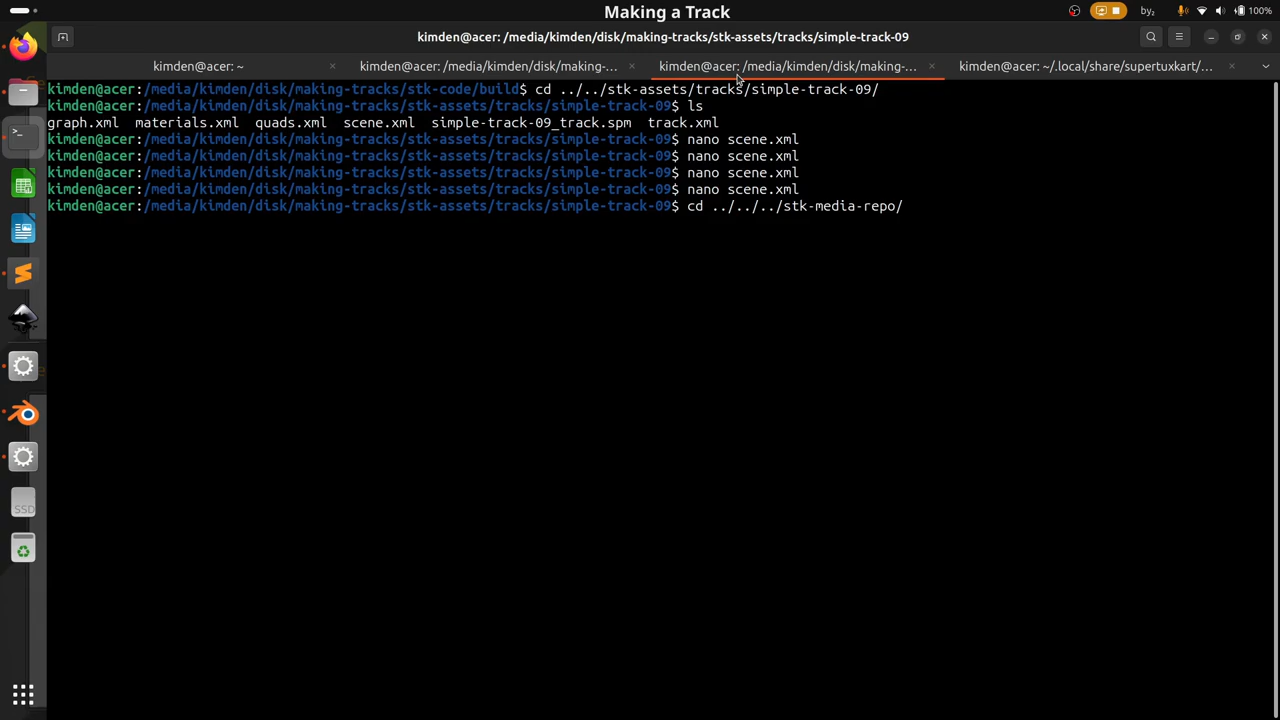 Making a Track
by₂
100%
kimden@acer: /media/kimden/disk/making-tracks/stk-assets/tracks/simple-track-09
kimden@acer: ~
kimden@acer: /media/kimden/disk/making-...
kimden@acer: /media/kimden/disk/making-...
kimden@acer: ~/.local/share/supertuxkart/...
kimden@acer:/media/kimden/disk/making-tracks/stk-code/build$ cd ../../stk-assets/tracks/simple-track-09/
kimden@acer:/media/kimden/disk/making-tracks/stk-assets/tracks/simple-track-09$ ls
graph.xml  materials.xml  quads.xml  scene.xml  simple-track-09_track.spm  track.xml
kimden@acer:/media/kimden/disk/making-tracks/stk-assets/tracks/simple-track-09$ nano scene.xml
kimden@acer:/media/kimden/disk/making-tracks/stk-assets/tracks/simple-track-09$ nano scene.xml
kimden@acer:/media/kimden/disk/making-tracks/stk-assets/tracks/simple-track-09$ nano scene.xml
kimden@acer:/media/kimden/disk/making-tracks/stk-assets/tracks/simple-track-09$ nano scene.xml
kimden@acer:/media/kimden/disk/making-tracks/stk-assets/tracks/simple-track-09$ cd ../../../stk-media-repo/
SSD